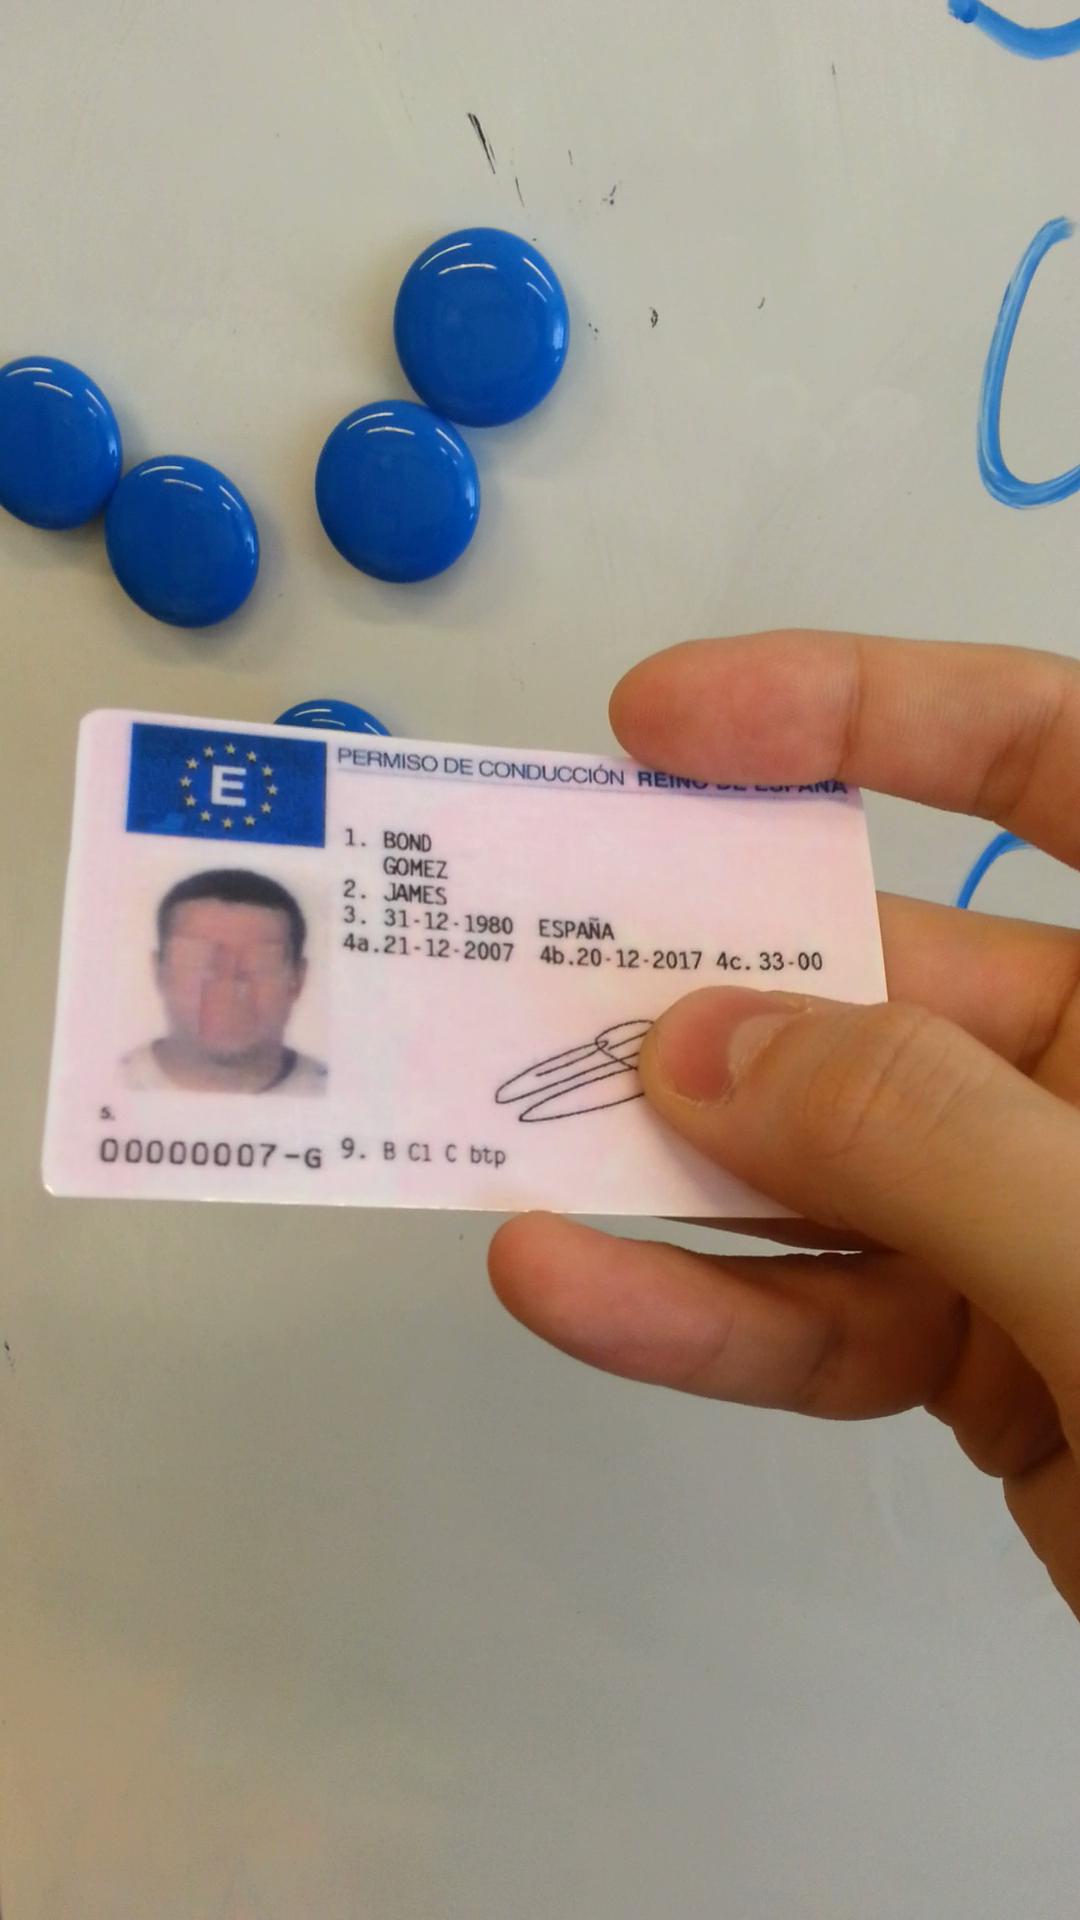 E
PERMISO DE CONDUCCIÓN REINO DE ESPAÑA
1. BOND
GOMEZ
2. JAMES
3. 31-12-1980 ESPAÑA
4a.21-12-2007 4b.20-12-2017 4c.33-00
5.
00000007-G
9. B C1 C btp